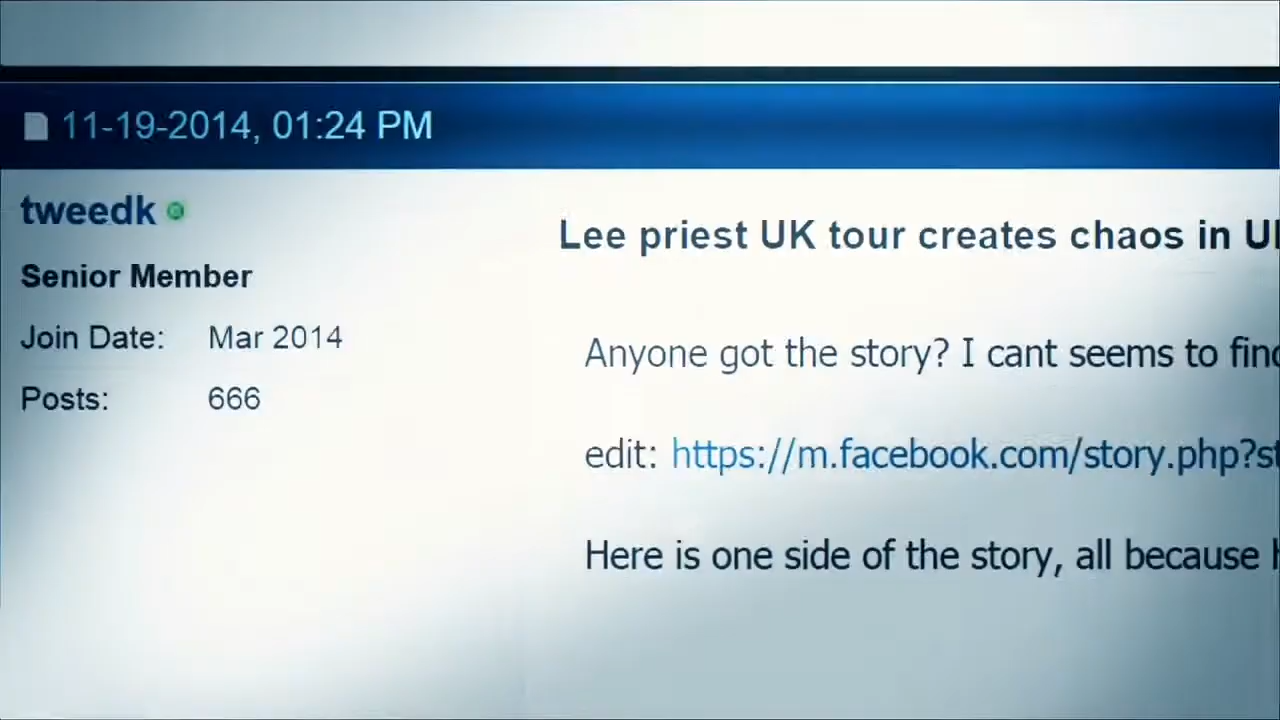 11-19-2014, 01:24 PM
tweedk
Senior Member
Join Date: Mar 2014
Posts: 666
Lee priest UK tour creates chaos in
Anyone got the story? I cant seems to
edit: https://m.facebook.com/story.php?
Here is one side of the story, all because